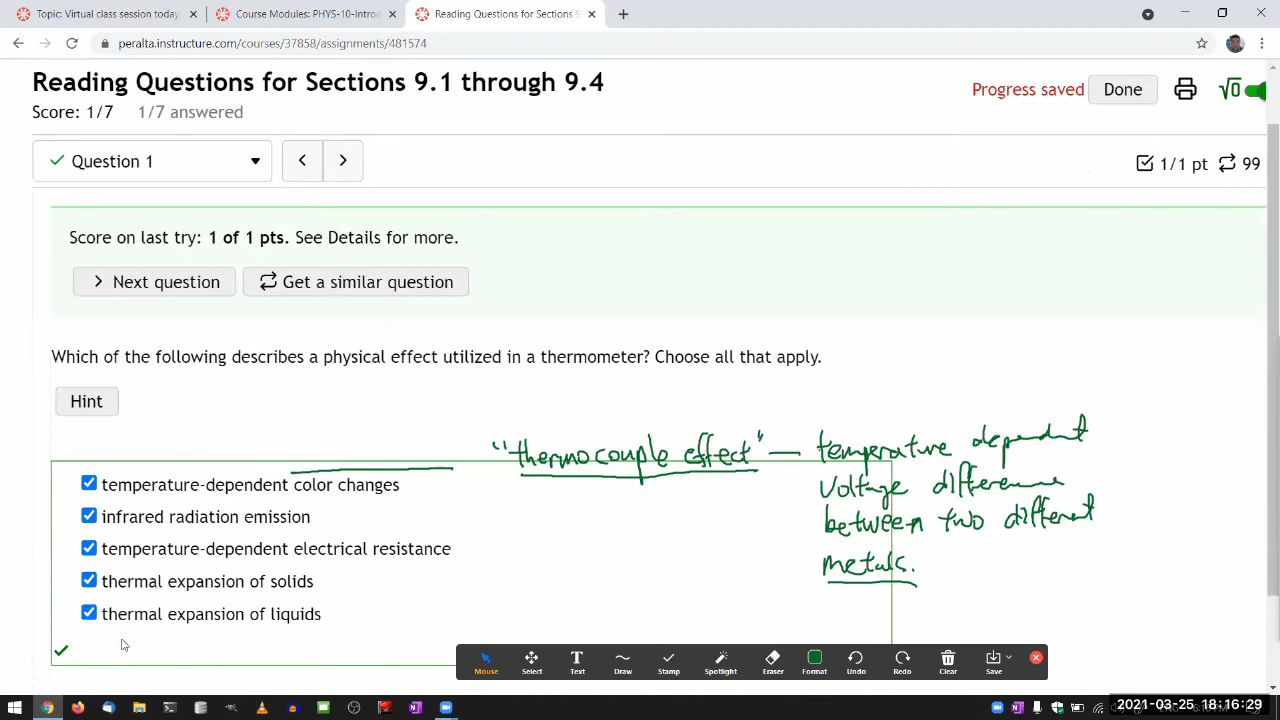 Topic: Virtual session today
Course Modules: PHYS-10-Intro
Reading Questions for Sections 9
peralta.instructure.com/courses/37858/assignments/481574
Reading Questions for Sections 9.1 through 9.4
Progress saved
Done
√0
Score: 1/7
1/7 answered
Question 1
1/1 pt
99
Score on last try: 1 of 1 pts. See Details for more.
Next question
Get a similar question
Which of the following describes a physical effect utilized in a thermometer? Choose all that apply.
Hint
"thermocouple effect" — temperature dependent
voltage difference
between two different
metals.
temperature-dependent color changes
infrared radiation emission
temperature-dependent electrical resistance
thermal expansion of solids
thermal expansion of liquids
Mouse
Select
Text
Draw
Stamp
Spotlight
Eraser
Format
Undo
Redo
Clear
Save
2021-03-25 18:16:29